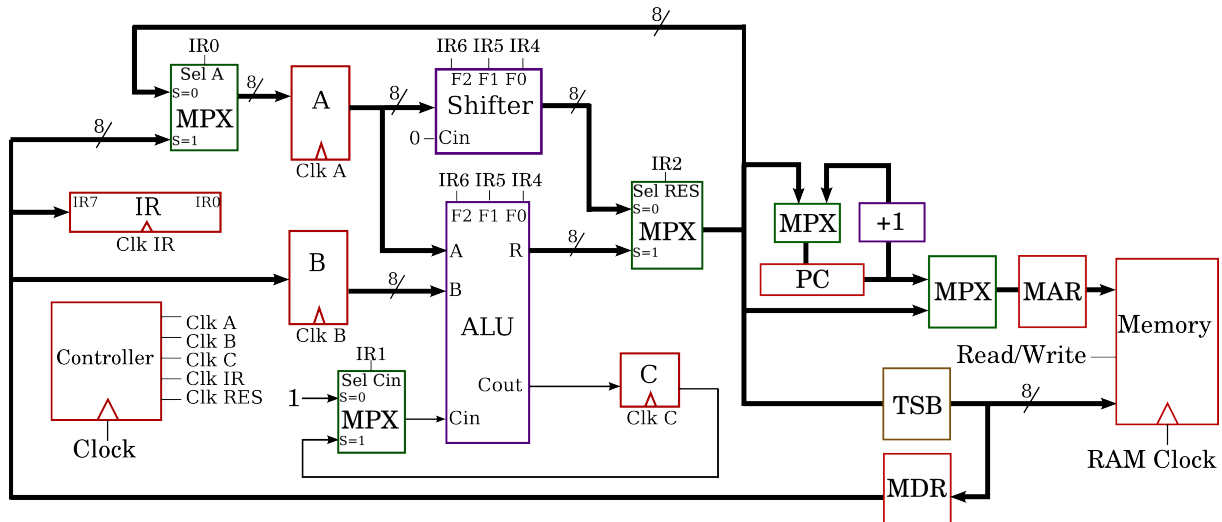 8/
IR0
Sel A
S=0
MPX
S=1
8/
8/
A
Clk A
8/
IR6 IR5 IR4
F2 F1 F0
Shifter
0 Cin
8/
IR7 IR IR0
Clk IR
B
Clk B
8/
IR6 IR5 IR4
F2 F1 F0
A R
B
ALU
Cout
Cin
8/
IR2
Sel RES
S=0
MPX
S=1
MPX
+1
PC
MPX
MAR
Memory
Read/Write
RAM Clock
Controller
Clk A
Clk B
Clk C
Clk IR
Clk RES
Clock
IR1
Sel Cin
1 S=0
MPX
S=1
C
Clk C
TSB
8/
MDR